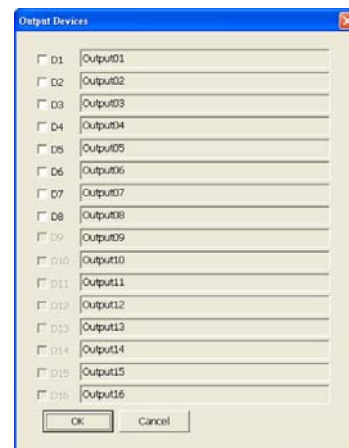 Output Devices
D1 Output01
D2 Output02
D3 Output03
D4 Output04
D5 Output05
D6 Output06
D7 Output07
D8 Output08
D9 Output09
D10 Output10
D11 Output11
D12 Output12
D13 Output13
D14 Output14
D15 Output15
D16 Output16
OK Cancel